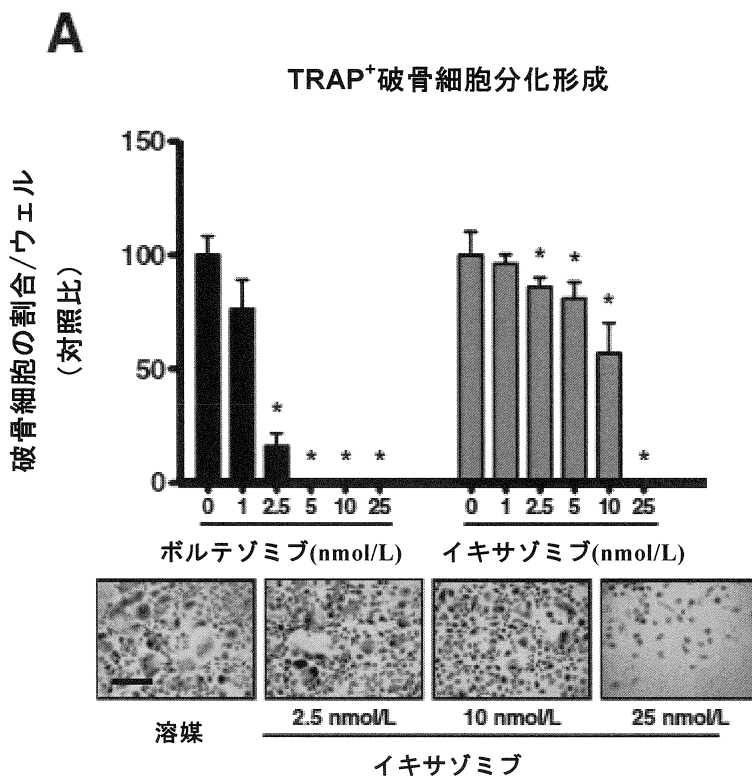 A
TRAP+破骨細胞分化形成
破骨細胞の割合/ウェル
(対照比)
150
100
50
0
* * * *
* * * *
0 1 2.5 5 10 25
0 1 2.5 5 10 25
ボルテゾミブ(nmol/L)
イキサゾミブ(nmol/L)
溶媒
2.5 nmol/L
10 nmol/L
25 nmol/L
イキサゾミブ